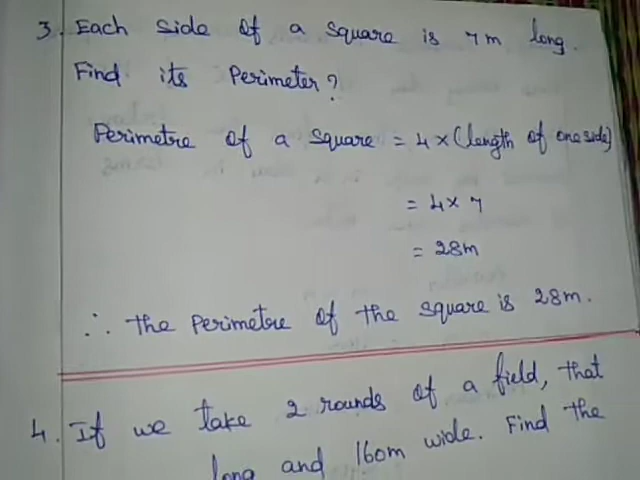 3. Each side of a square is 7m long.
Find its Perimeter?
Perimetre of a square = 4 × (length of one side)
= 4 × 7
= 28m
∴ the perimetre of the square is 28m.
4. If we take 2 rounds of a field, that
long and 160m wide. Find the